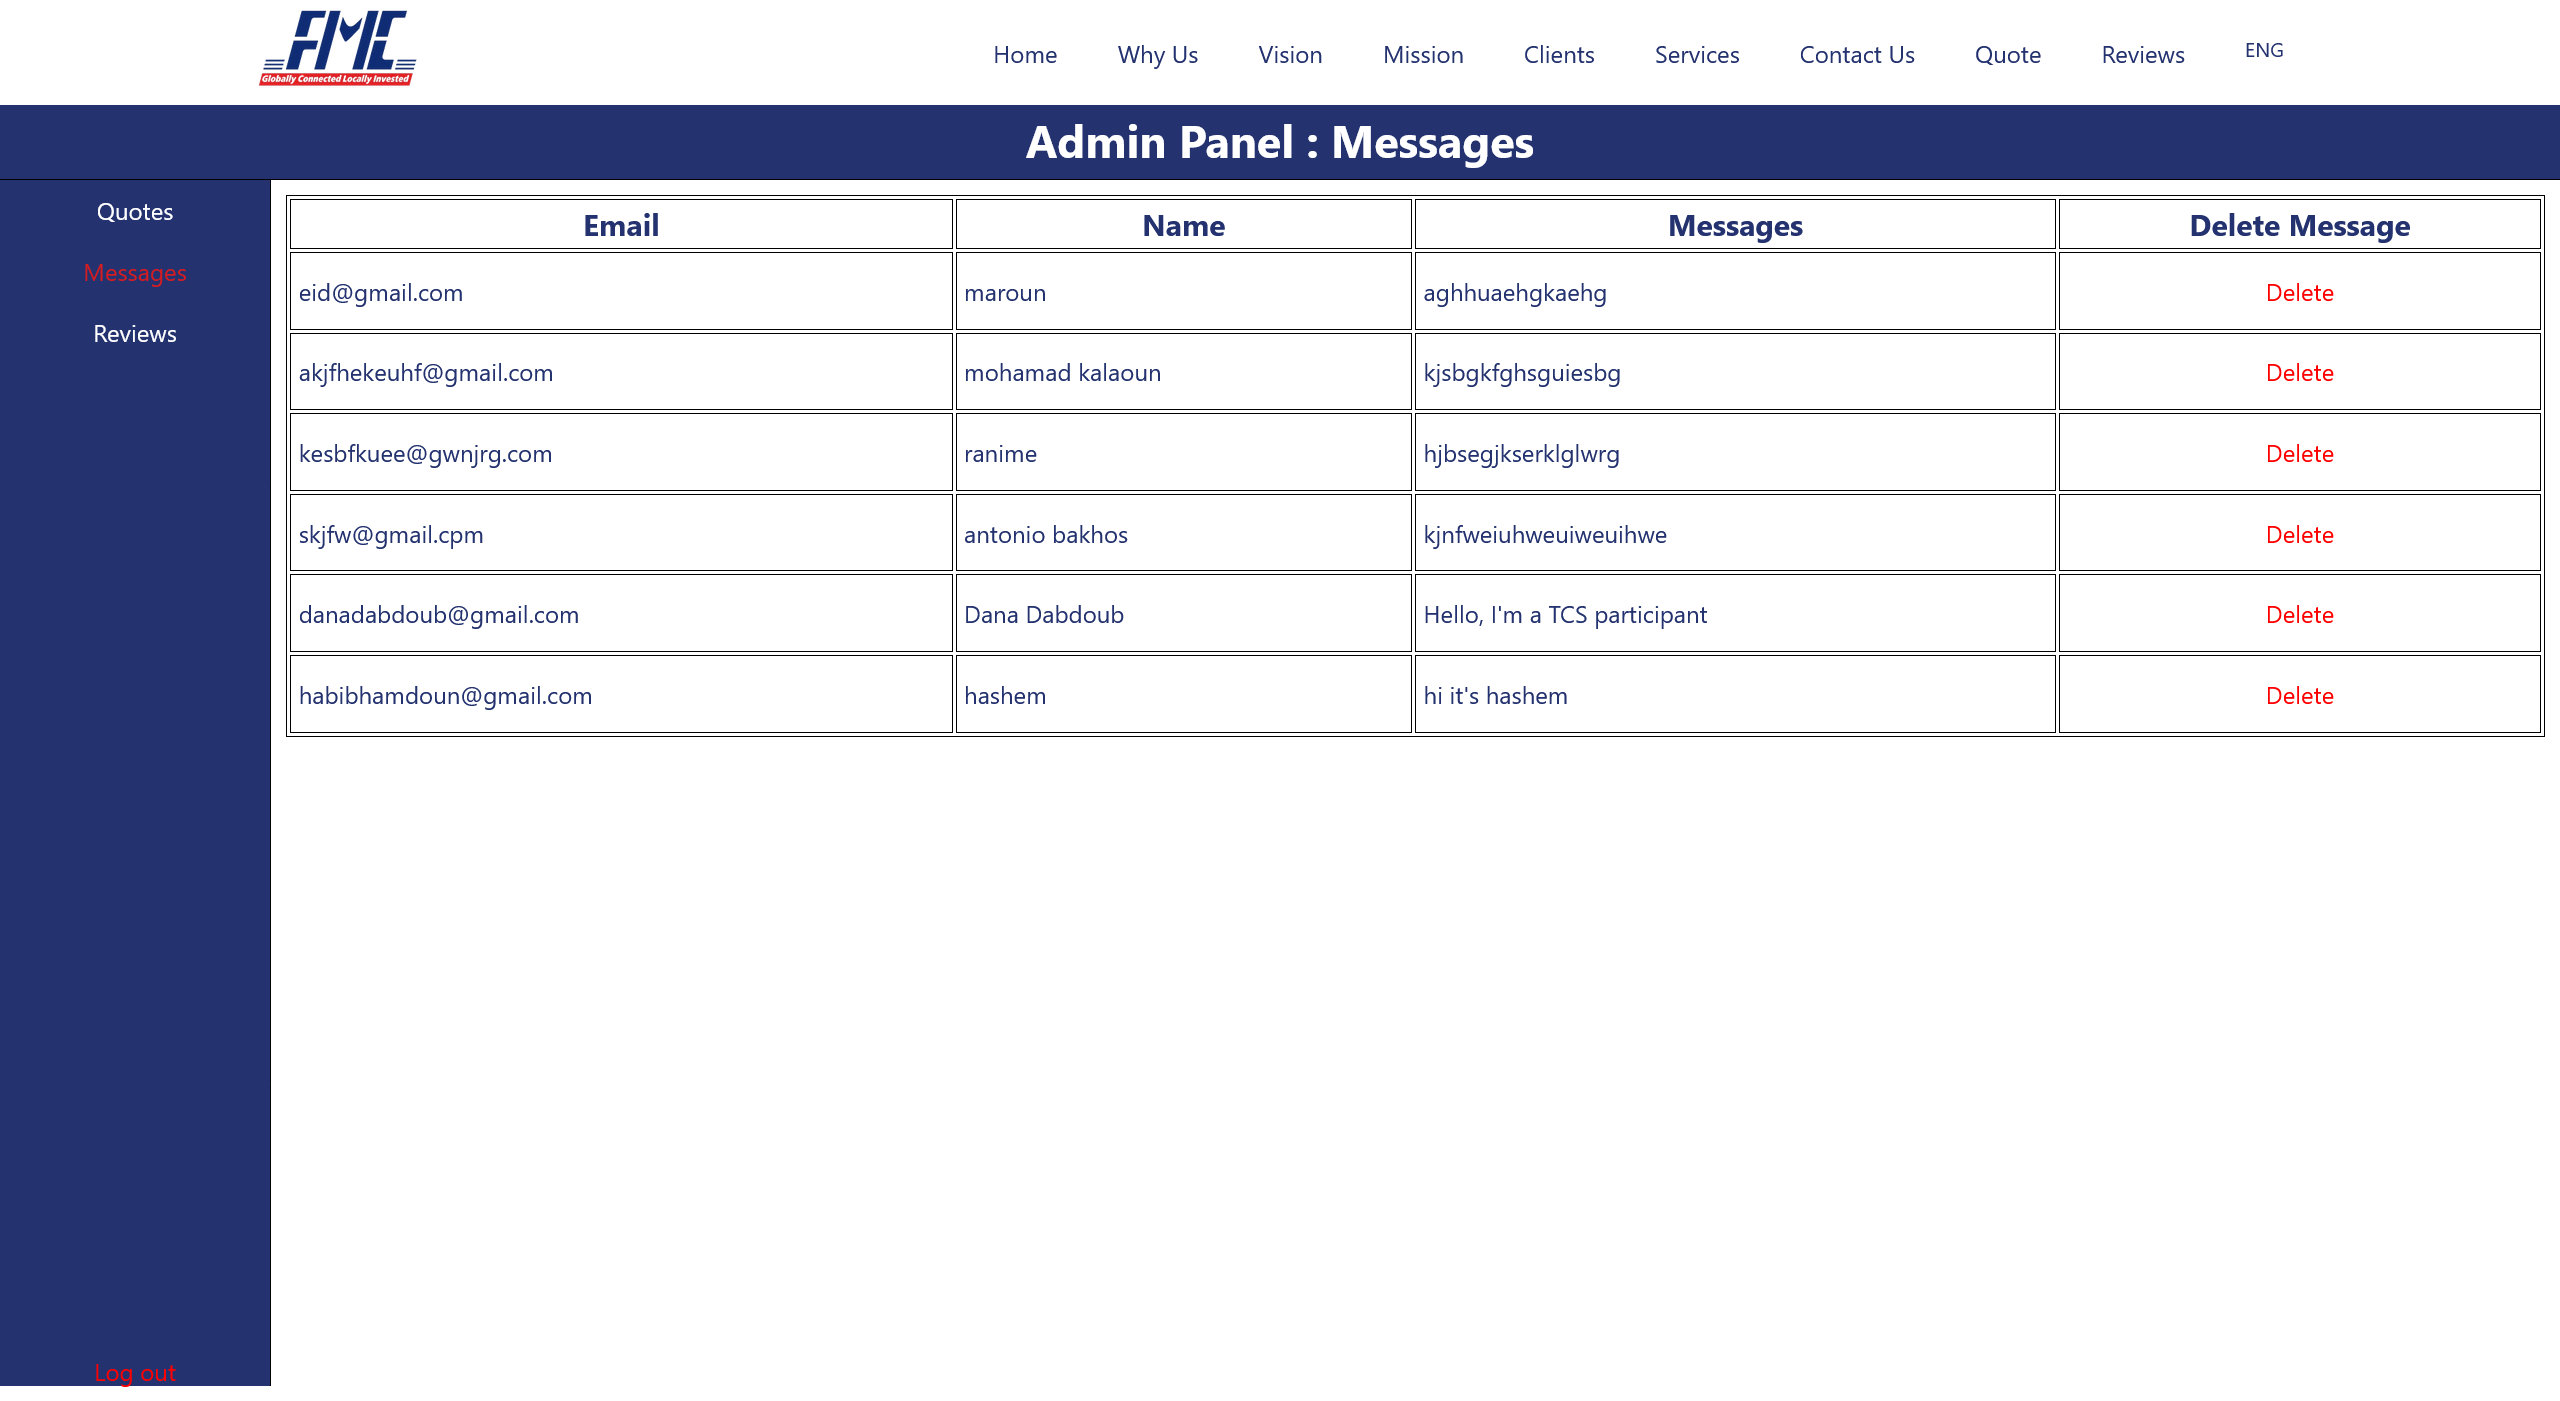 FMC
Globally Connected Locally Invested
Home Why Us Vision Mission Clients Services Contact Us Quote Reviews ENG
Admin Panel : Messages
Quotes
Messages
Reviews
Log out
Email Name Messages Delete Message
eid@gmail.com maroun aghhuaehgkaehg Delete
akjfhekeuhf@gmail.com mohamad kalaoun kjsbgkfghsguiesbg Delete
kesbfkuee@gwnjrg.com ranime hjbsegjkserklglwrg Delete
skjfw@gmail.cpm antonio bakhos kjnfweiuhweuiweuihwe Delete
danadabdoub@gmail.com Dana Dabdoub Hello, I'm a TCS participant Delete
habibhamdoun@gmail.com hashem hi it's hashem Delete